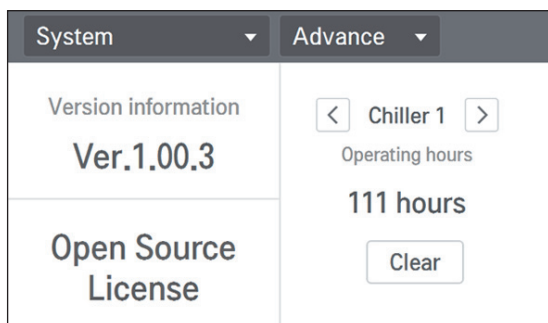 System
Advance
Version information
Ver.1.00.3
Open Source
License
Chiller 1
Operating hours
111 hours
Clear